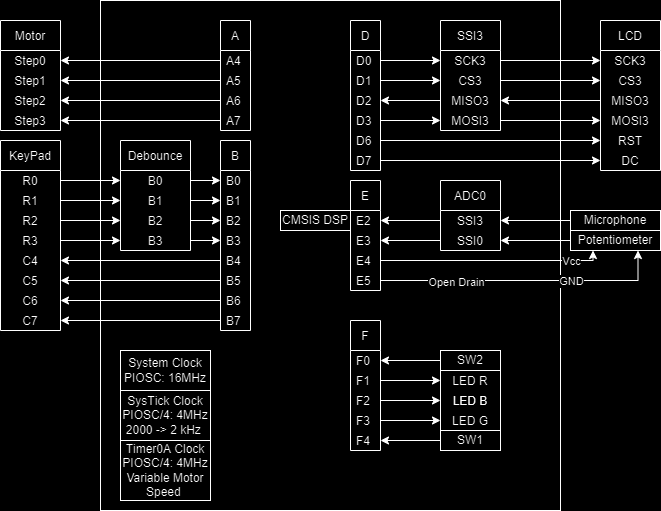 Motor
Step0
Step1
Step2
Step3
A
A4
A5
A6
A7
KeyPad
R0
R1
R2
R3
C4
C5
C6
C7
Debounce
B0
B1
B2
B3
B
B0
B1
B2
B3
B4
B5
B6
B7
System Clock
PIOSC: 16MHz
SysTick Clock
PIOSC/4: 4MHz
2000 -> 2 kHz
Timer0A Clock
PIOSC/4: 4MHz
Variable Motor
Speed
D
D0
D1
D2
D3
D6
D7
SSI3
SCK3
CS3
MISO3
MOSI3
LCD
SCK3
CS3
MISO3
MOSI3
RST
DC
CMSIS DSP
E
E2
E3
E4
E5
ADC0
SSI3
SSI0
Microphone
Potentiometer
Vcc
Open Drain
GND
F
F0
F1
F2
F3
F4
SW2
LED R
LED B
LED G
SW1